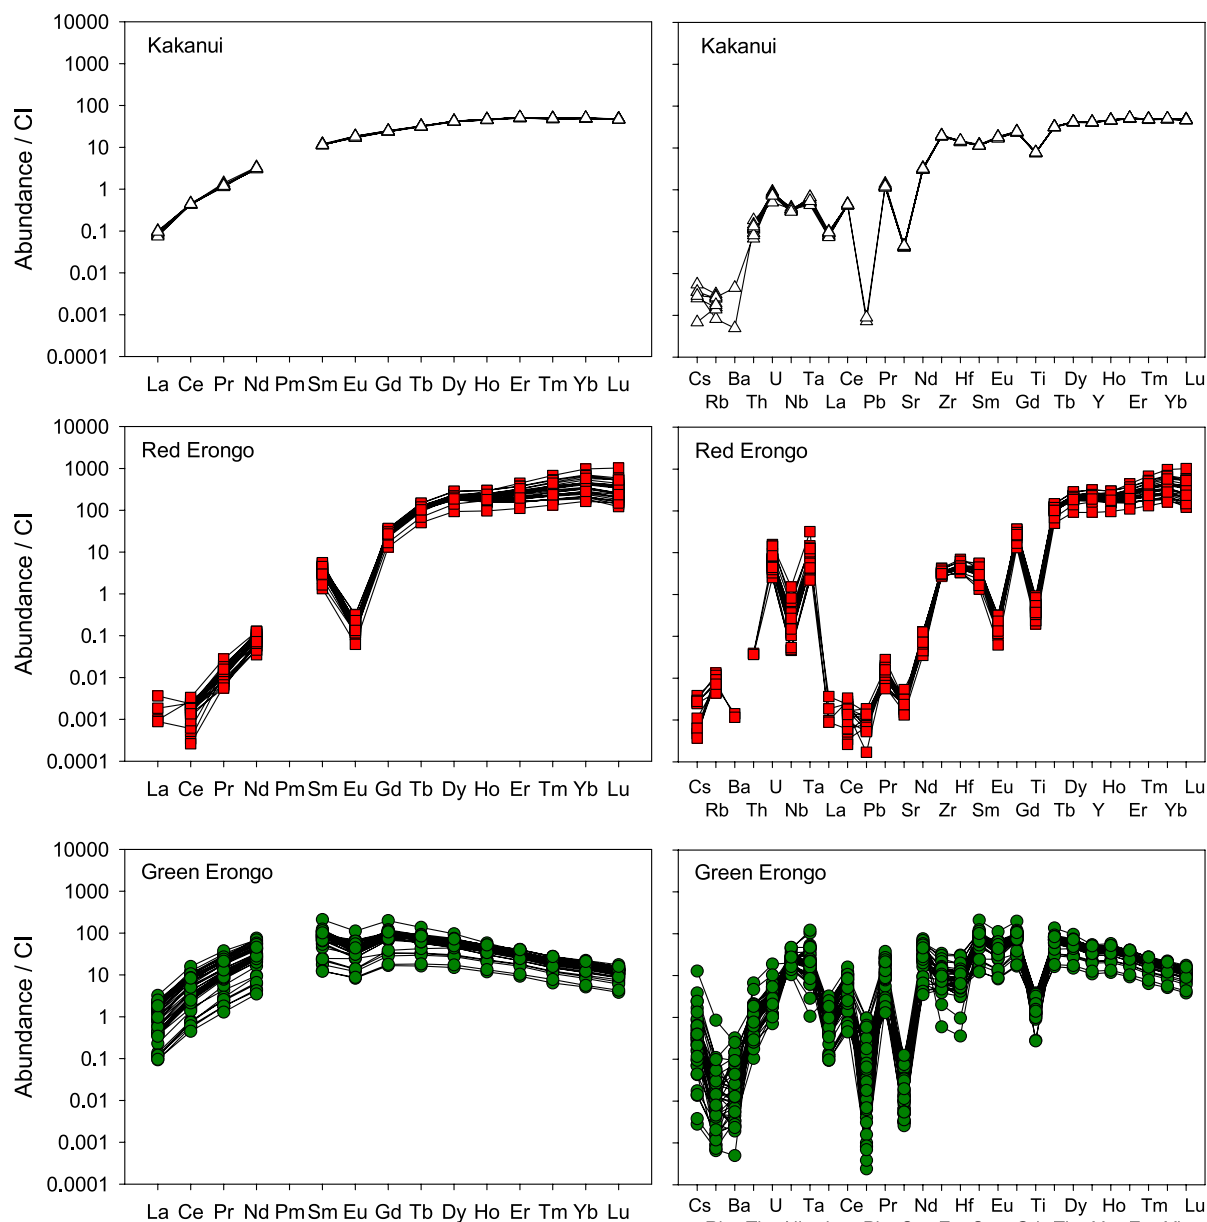 Kakanui
Abundance / CI
10000
1000
100
10
1
0.1
0.01
0.001
0.0001
La Ce Pr Nd Pm Sm Eu Gd Tb Dy Ho Er Tm Yb Lu
Kakanui
Cs Ba U Ta Ce Pr Nd Hf Eu Ti Dy Ho Tm Lu
Rb Th Nb La Pb Sr Zr Sm Gd Tb Y Er Yb
Red Erongo
Abundance / CI
10000
1000
100
10
1
0.1
0.01
0.001
0.0001
La Ce Pr Nd Pm Sm Eu Gd Tb Dy Ho Er Tm Yb Lu
Red Erongo
Cs Ba U Ta Ce Pr Nd Hf Eu Ti Dy Ho Tm Lu
Rb Th Nb La Pb Sr Zr Sm Gd Tb Y Er Yb
Green Erongo
Abundance / CI
10000
1000
100
10
1
0.1
0.01
0.001
0.0001
La Ce Pr Nd Pm Sm Eu Gd Tb Dy Ho Er Tm Yb Lu
Green Erongo
Cs Ba U Ta Ce Pr Nd Hf Eu Ti Dy Ho Tm Lu